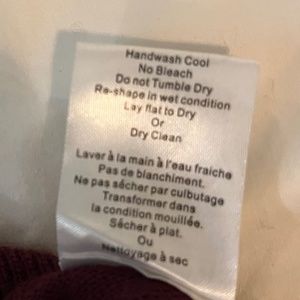 Handwash Cool
No Bleach
Do not Tumble Dry
Re-shape in wet condition
Lay flat to Dry
Or
Dry Clean
Laver à la main à l'eau fraîche
Pas de blanchiment.
Ne pas sécher par culbutage
Transformer dans
la condition mouillée.
Sécher à plat.
Ou
Nettoyage à sec